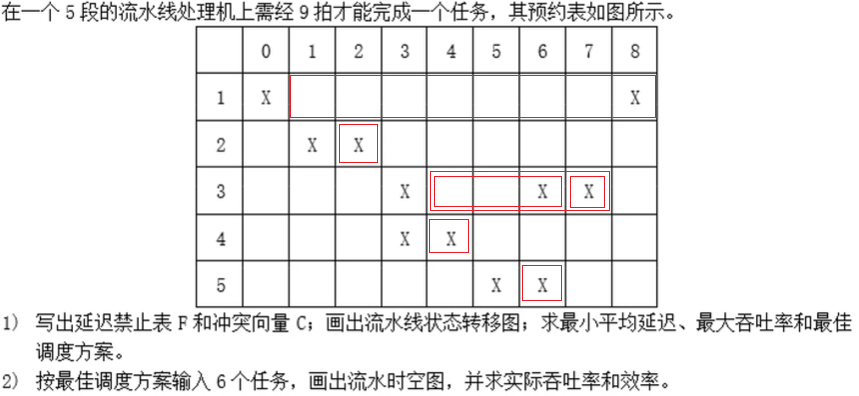 在一个 5 段的流水线处理机上需经 9 拍才能完成一个任务，其预约表如图所示。
0 1 2 3 4 5 6 7 8
1 X X
2 X X
3 X X X
4 X X
5 X X
1) 写出延迟禁止表 F 和冲突向量 C；画出流水线状态转移图；求最小平均延迟、最大吞吐率和最佳
调度方案。
2) 按最佳调度方案输入 6 个任务，画出流水时空图，并求实际吞吐率和效率。